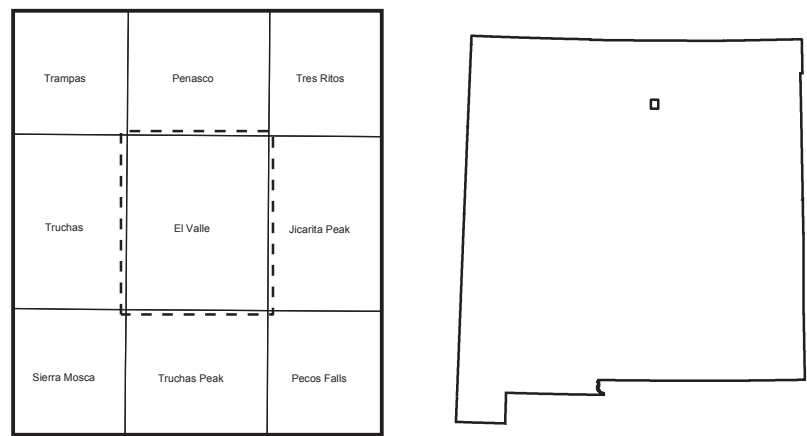 Trampas
Penasco
Tres Ritos
Truchas
El Valle
Jicarita Peak
Sierra Mosca
Truchas Peak
Pecos Falls